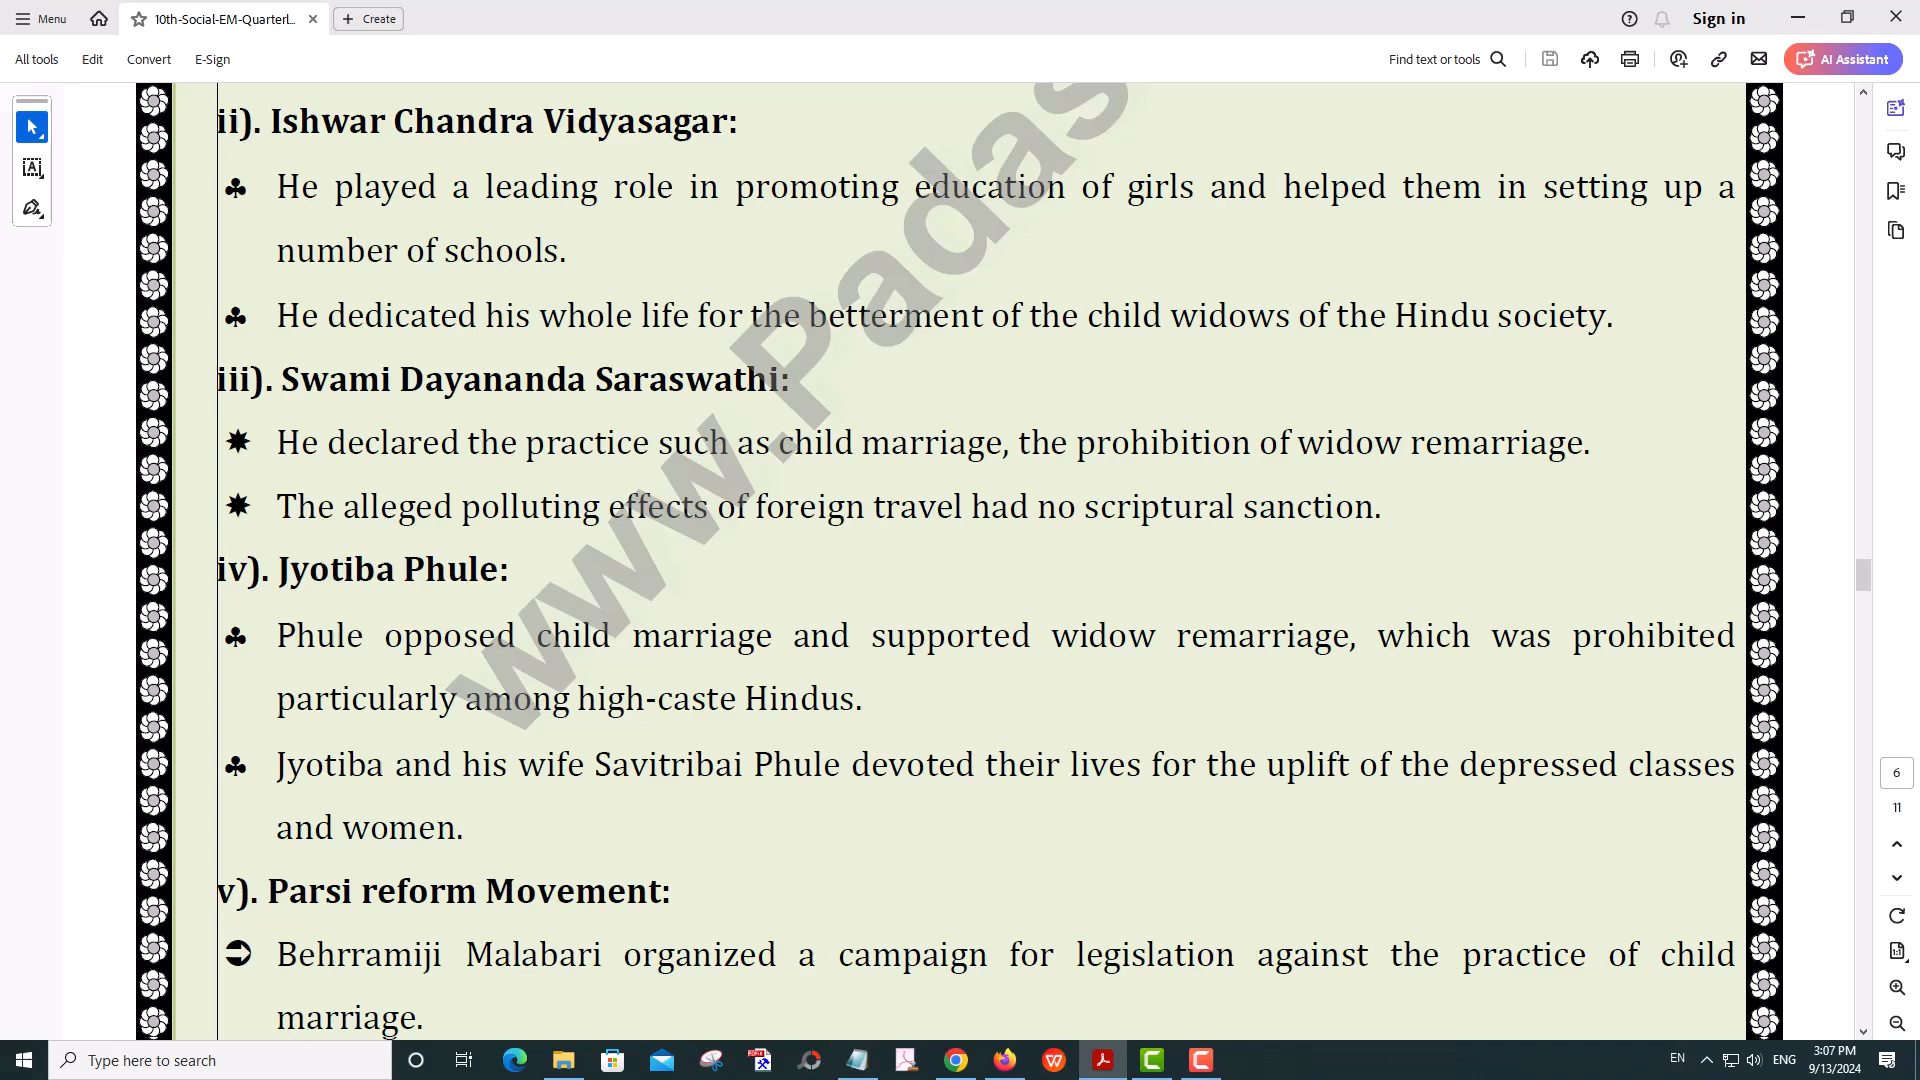 Menu
10th-Social-EM-Quarterl...
Create
Sign in
All tools
Edit
Convert
E-Sign
Find text or tools
AI Assistant
ii). Ishwar Chandra Vidyasagar:
He played a leading role in promoting education of girls and helped them in setting up a
number of schools.
He dedicated his whole life for the betterment of the child widows of the Hindu society.
iii). Swami Dayananda Saraswathi:
He declared the practice such as child marriage, the prohibition of widow remarriage.
The alleged polluting effects of foreign travel had no scriptural sanction.
iv). Jyotiba Phule:
Phule opposed child marriage and supported widow remarriage, which was prohibited
particularly among high-caste Hindus.
Jyotiba and his wife Savitribai Phule devoted their lives for the uplift of the depressed classes
and women.
v). Parsi reform Movement:
Behrramiji Malabari organized a campaign for legislation against the practice of child
marriage.
www.Padas
6
11
Type here to search
EN
ENG
3:07 PM
9/13/2024